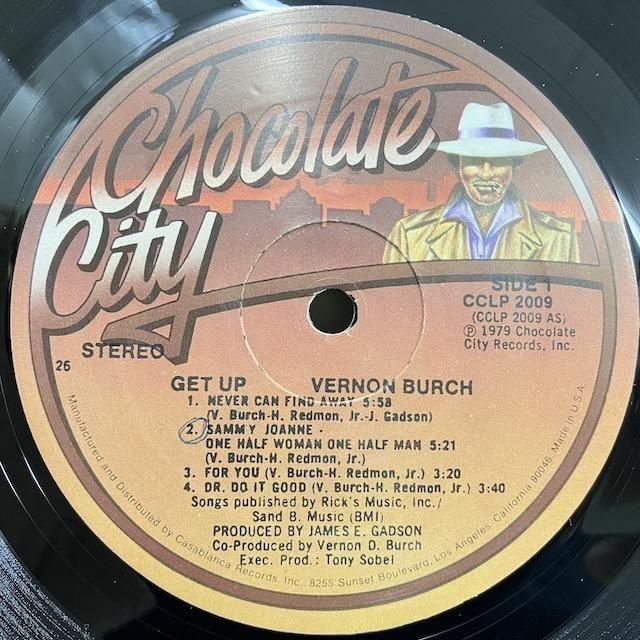 Chocolate
City
SIDE 1
CCLP 2009
(CCLP 2009 AS)
℗ 1979 Chocolate
City Records, Inc.
STEREO
26
GET UP VERNON BURCH
1. NEVER CAN FIND AWAY 5:58
(V. Burch-H. Redmon, Jr.-J. Gadson)
2. SAMMY JOANNE -
ONE HALF WOMAN ONE HALF MAN 5:21
(V. Burch-H. Redmon, Jr.)
3. FOR YOU (V. Burch-H. Redmon, Jr.) 3:20
4. DR. DO IT GOOD (V. Burch-H. Redmon, Jr.) 3:40
Songs published by Rick's Music, Inc./
Sand B. Music (BMI)
PRODUCED BY JAMES E. GADSON
Co-Produced by Vernon D. Burch
Exec. Prod.: Tony Sobel
Manufactured and Distributed by Casablanca Records, Inc., 8255 Sunset Boulevard, Los Angeles, California 90046 Made in U.S.A